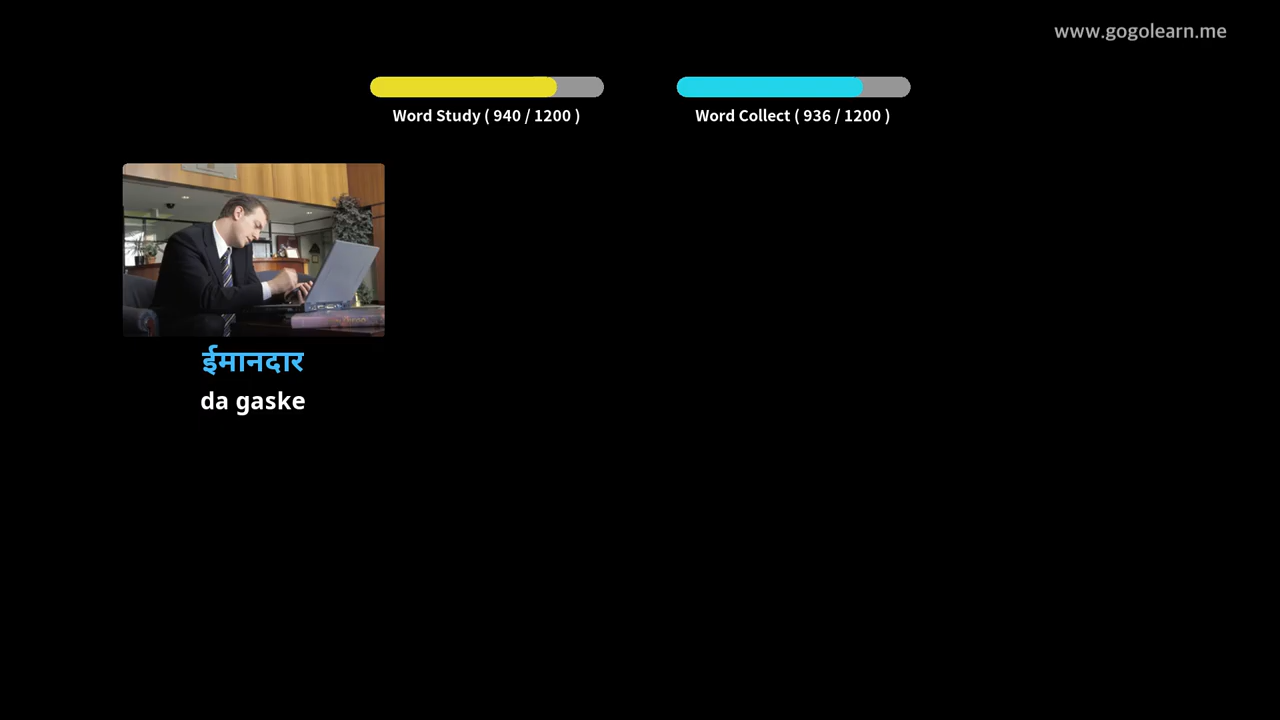 www.gogolearn.me
Word Study ( 940 / 1200 )
Word Collect ( 936 / 1200 )
ईमानदार
da gaske